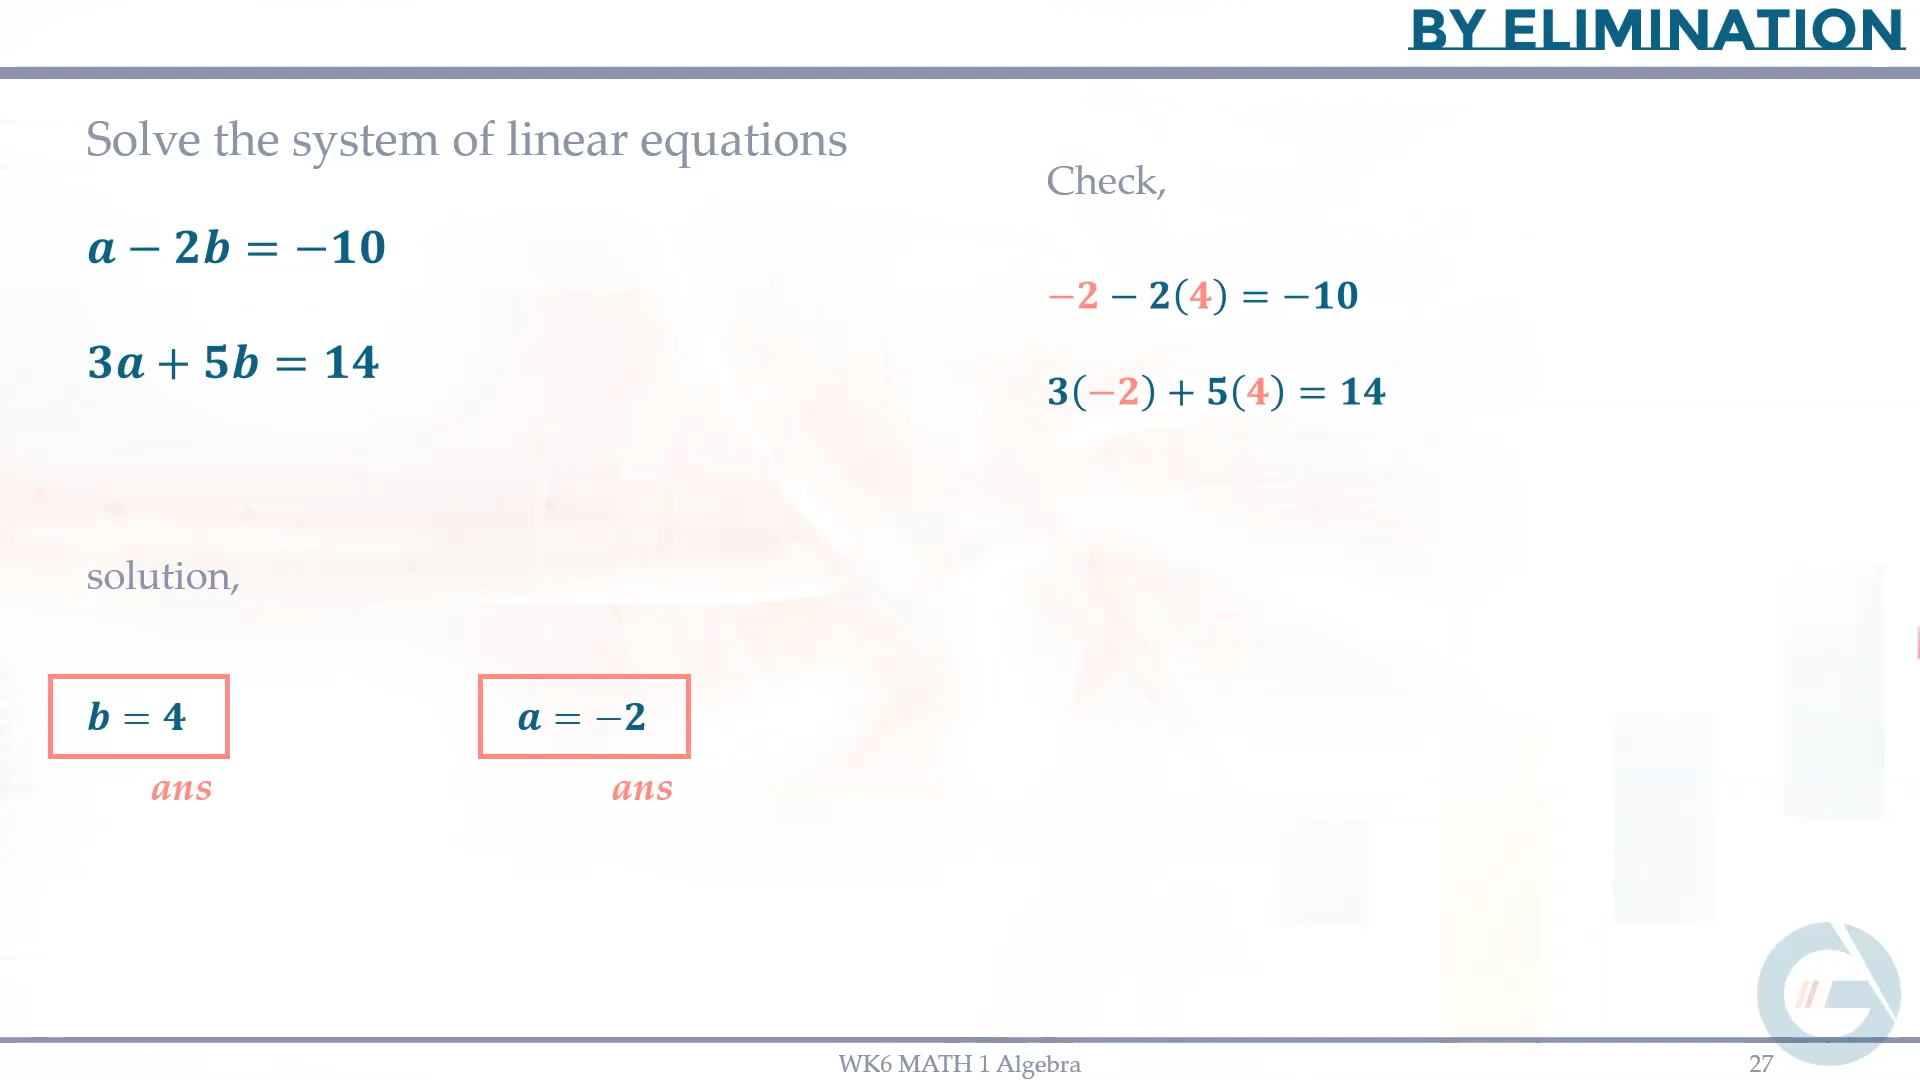 BY ELIMINATION
Solve the system of linear equations
a − 2b = −10
3a + 5b = 14
solution,
b = 4
ans
a = −2
ans
Check,
−2 − 2(4) = −10
3(−2) + 5(4) = 14
WK6 MATH 1 Algebra
27